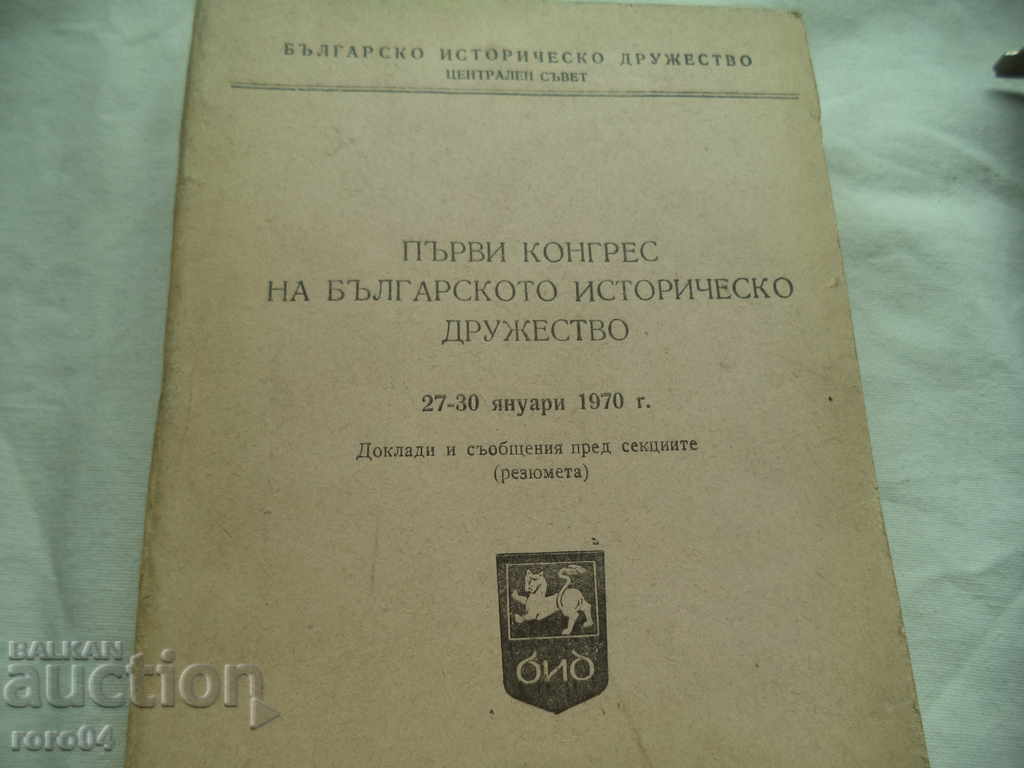 БЪЛГАРСКО ИСТОРИЧЕСКО ДРУЖЕСТВО
ЦЕНТРАЛЕН СЪВЕТ
ПЪРВИ КОНГРЕС
НА БЪЛГАРСКОТО ИСТОРИЧЕСКО
ДРУЖЕСТВО
27-30 януари 1970 г.
Доклади и съобщения пред секциите
(резюмета)
бид
BALKAN
auction
roro04